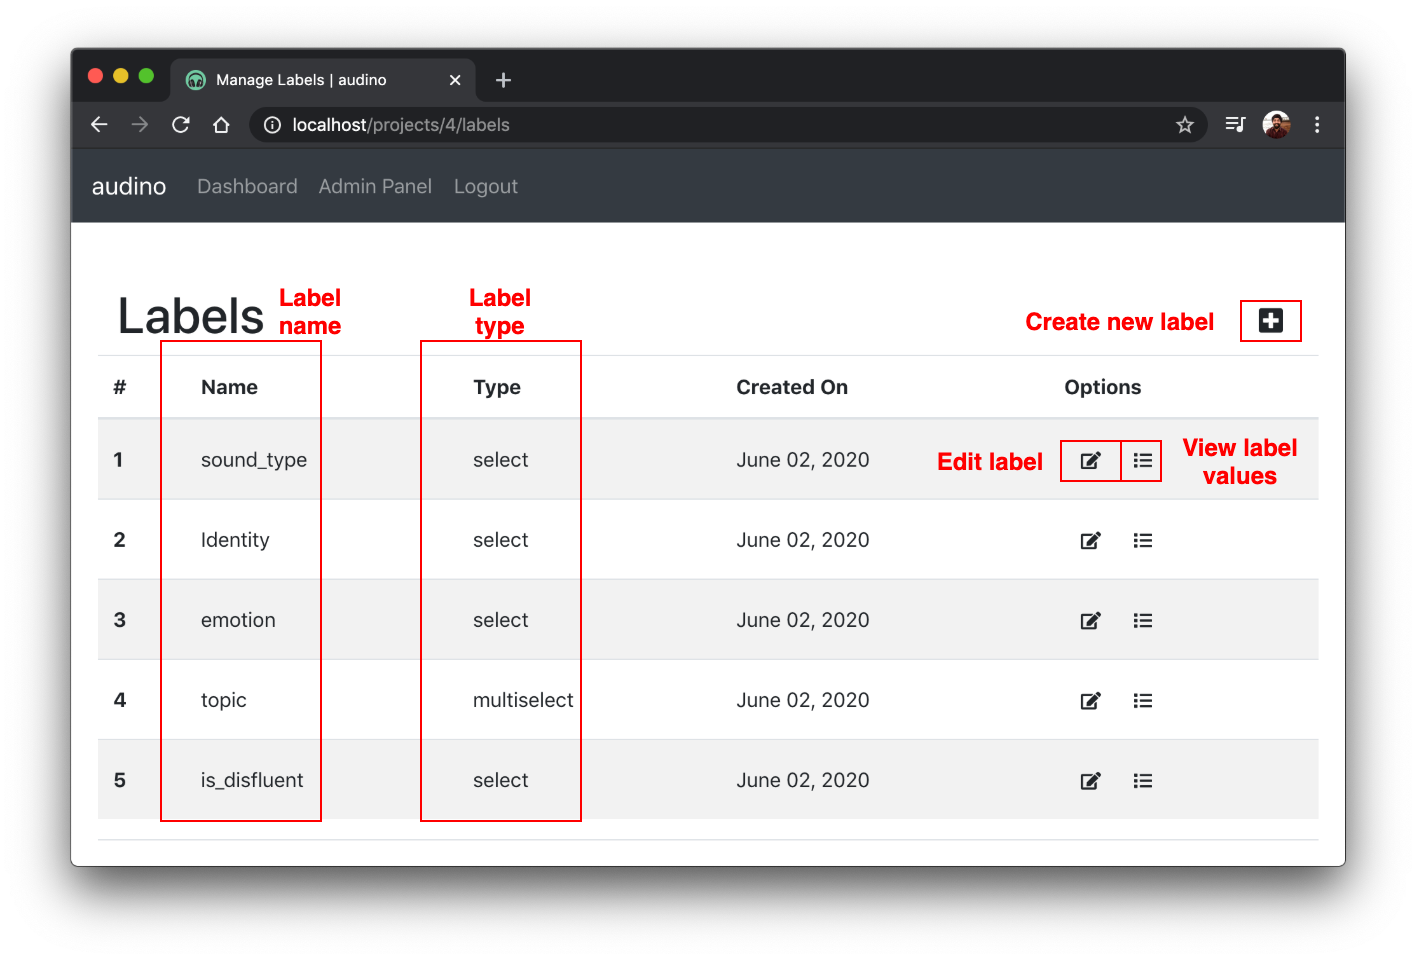 Manage Labels | audino
localhost/projects/4/labels
audino Dashboard Admin Panel Logout
Labels
Label
name
Label
type
Create new label
# Name Type Created On Options
1 sound_type select June 02, 2020
Edit label
View label
values
2 Identity select June 02, 2020
3 emotion select June 02, 2020
4 topic multiselect June 02, 2020
5 is_disfluent select June 02, 2020